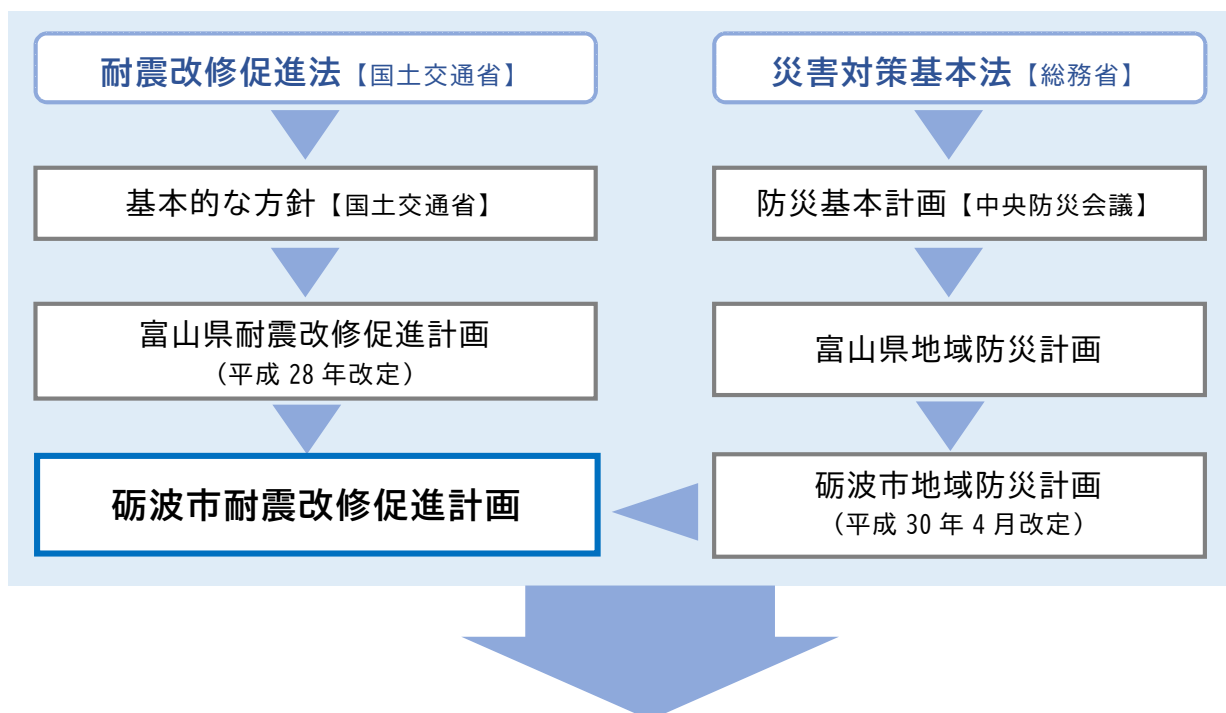 耐震改修促進法【国土交通省】
基本的な方針【国土交通省】
富山県耐震改修促進計画
（平成 28 年改定）
砺波市耐震改修促進計画
災害対策基本法【総務省】
防災基本計画【中央防災会議】
富山県地域防災計画
砺波市地域防災計画
（平成 30 年 4 月改定）